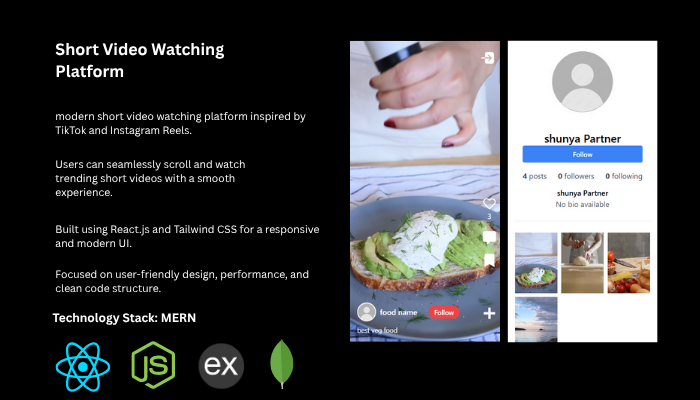 Short Video Watching
Platform
modern short video watching platform inspired by
TikTok and Instagram Reels.
Users can seamlessly scroll and watch
trending short videos with a smooth
experience.
Built using React.js and Tailwind CSS for a responsive
and modern UI.
Focused on user-friendly design, performance, and
clean code structure.
Technology Stack: MERN
JS
ex
3
food name
Follow
best veg food
shunya Partner
Follow
4 posts 0 followers 0 following
shunya Partner
No bio available